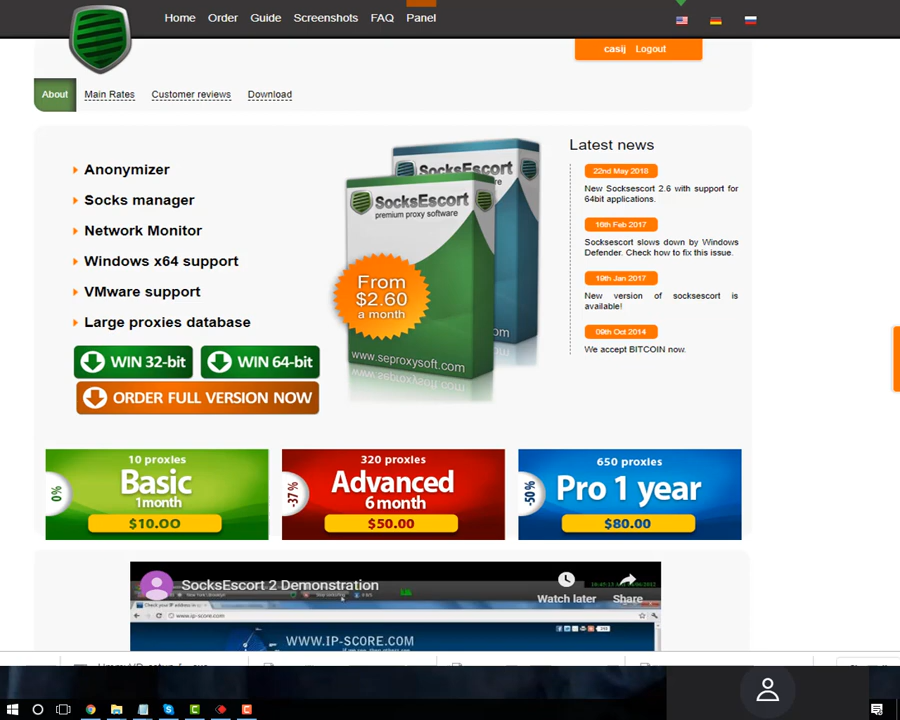 Home Order Guide Screenshots FAQ Panel
casij Logout
About Main Rates Customer reviews Download
Anonymizer
Socks manager
Network Monitor
Windows x64 support
VMware support
Large proxies database
WIN 32-bit WIN 64-bit
ORDER FULL VERSION NOW
SocksEscort
SocksEscort
premium proxy software
From
$2.60
a month
www.seproxysoft.com
Latest news
22nd May 2018
New Socksescort 2.6 with support for
64bit applications.
16th Feb 2017
Socksescort slows down by Windows
Defender. Check how to fix this issue.
19th Jan 2017
New version of socksescort is
available!
09th Oct 2014
We accept BITCOIN now.
10 proxies
Basic
1month
0%
$10.00
320 proxies
Advanced
6 month
-37%
$50.00
650 proxies
Pro 1 year
-50%
$80.00
SocksEscort 2 Demonstration
Watch later Share
www.ip-score.com
WWW.IP-SCORE.COM